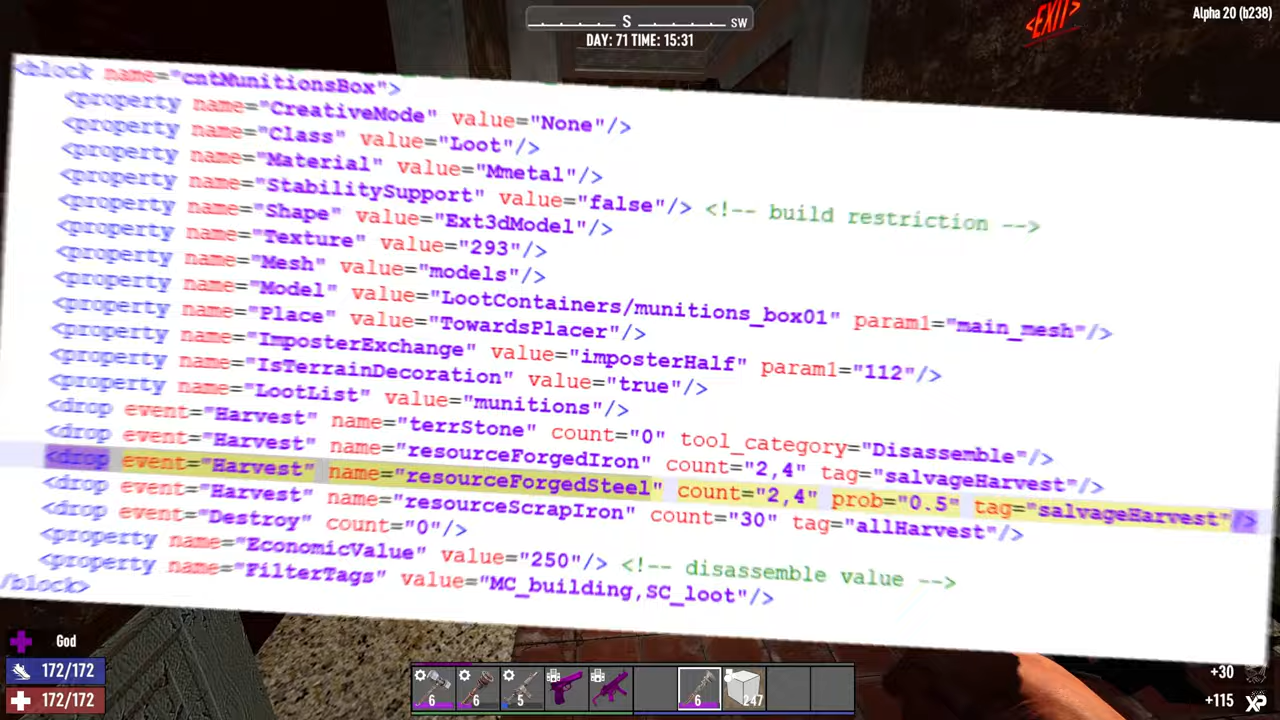 S SW
DAY: 71 TIME: 15:31
EXIT
Alpha 20 (b238)
<block name="cntMunitionsBox">
<property name="CreativeMode" value="None"/>
<property name="Class" value="Loot"/>
<property name="Material" value="Mmetal"/>
<property name="StabilitySupport" value="false"/> <!-- build restriction -->
<property name="Shape" value="Ext3dModel"/>
<property name="Texture" value="293"/>
<property name="Mesh" value="models"/>
<property name="Model" value="LootContainers/munitions_box01" param1="main_mesh"/>
<property name="Place" value="TowardsPlacer"/>
<property name="ImposterExchange" value="imposterHalf" param1="112"/>
<property name="IsTerrainDecoration" value="true"/>
<property name="LootList" value="munitions"/>
<drop event="Harvest" name="terrStone" count="0" tool_category="Disassemble"/>
<drop event="Harvest" name="resourceForgedIron" count="2,4" tag="salvageHarvest"/>
<drop event="Harvest" name="resourceForgedSteel" count="2,4" prob="0.5" tag="salvageHarvest"/>
<drop event="Harvest" name="resourceScrapIron" count="30" tag="allHarvest"/>
<drop event="Destroy" count="0"/>
<property name="EconomicValue" value="250"/> <!-- disassemble value -->
<property name="FilterTags" value="MC_building,SC_loot"/>
/block>
God
172/172
172/172
6 6 5 6 247
+30
+115 XP